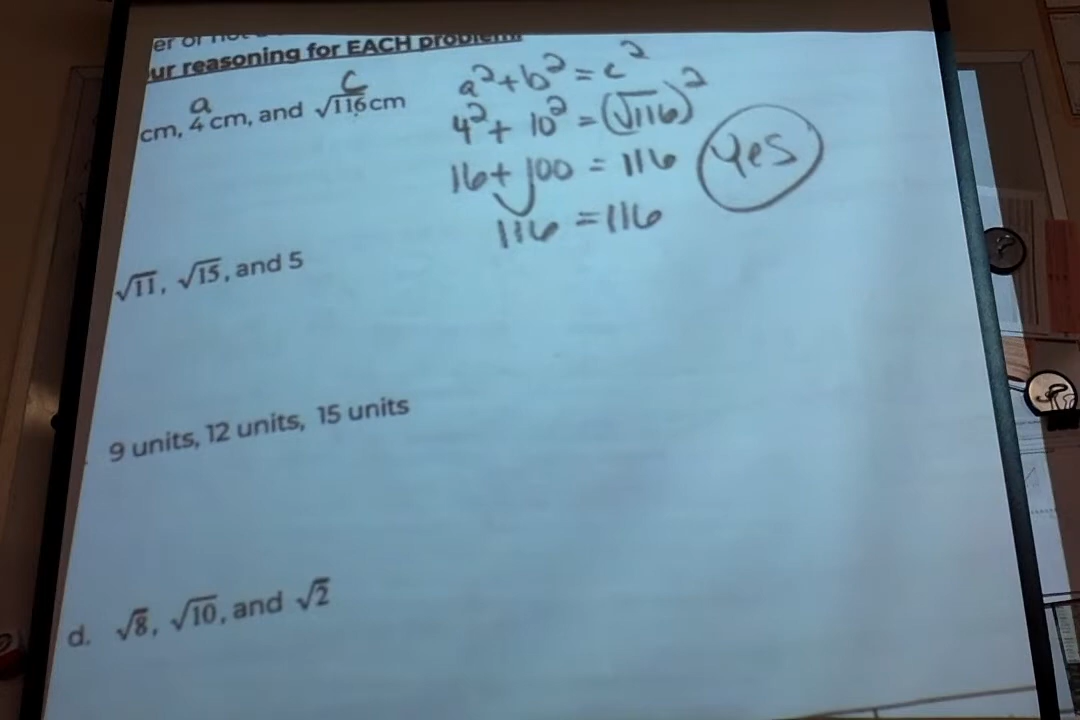 ur reasoning for EACH problem!
cm, 4 cm, and √116 cm
a
c
a² + b² = c²
4² + 10² = (√116)²
16 + 100 = 116
116 = 116
Yes
√11, √15, and 5
9 units, 12 units, 15 units
d. √8, √10, and √2